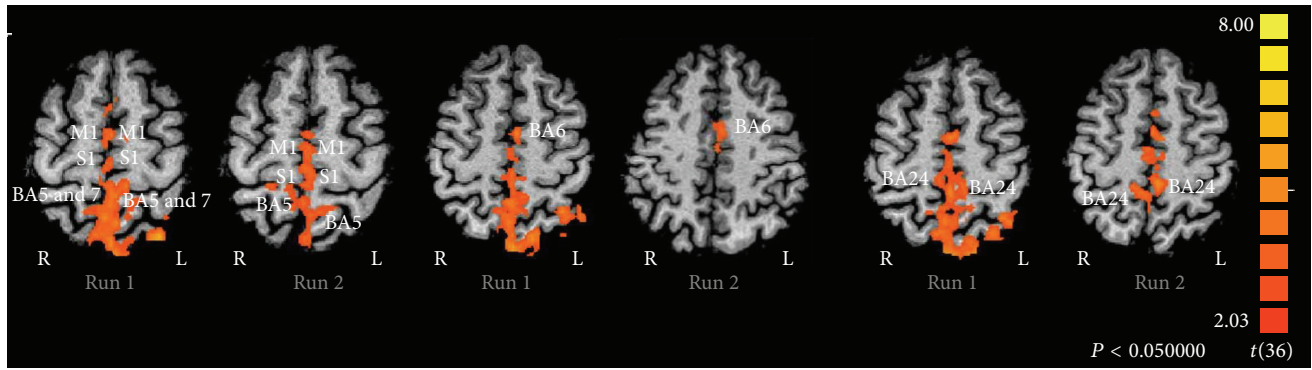 8.00
M1 M1
S1 S1
BA5 and 7 BA5 and 7
R L
Run 1
M1 M1
S1 S1
BA5 BA5
R L
Run 2
BA6
R L
Run 1
BA6
R L
Run 2
BA24 BA24
R L
Run 1
BA24 BA24
R L
Run 2
2.03
P < 0.050000 t(36)